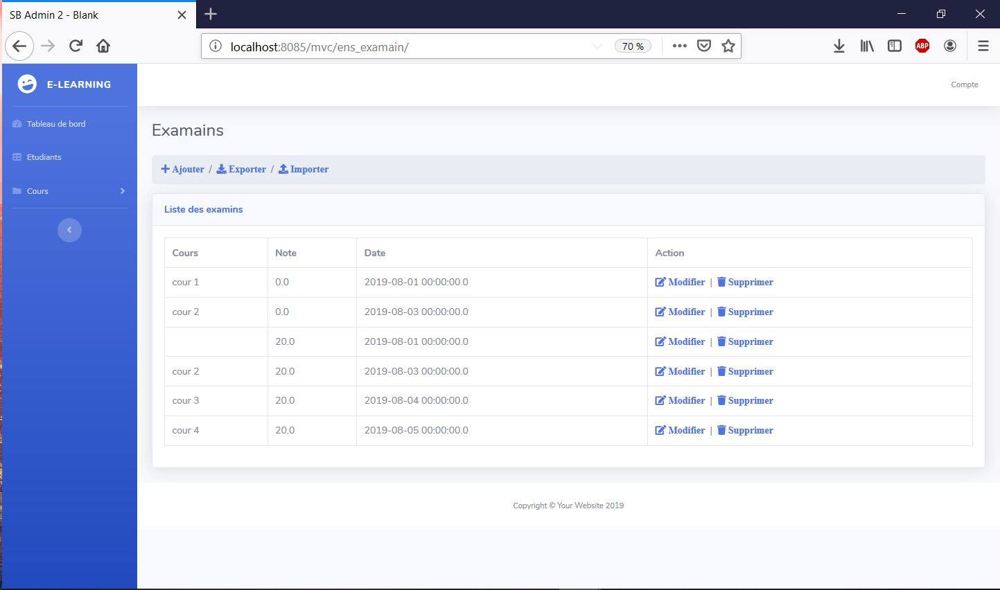 SB Admin 2 - Blank
localhost:8085/mvc/ens_examain/
70 %
ABP
E-LEARNING
Compte
Tableau de bord
Etudiants
Cours
Examains
Ajouter / Exporter / Importer
Liste des examins
Cours Note Date Action
cour 1 0.0 2019-08-01 00:00:00.0 Modifier | Supprimer
cour 2 0.0 2019-08-03 00:00:00.0 Modifier | Supprimer
20.0 2019-08-01 00:00:00.0 Modifier | Supprimer
cour 2 20.0 2019-08-03 00:00:00.0 Modifier | Supprimer
cour 3 20.0 2019-08-04 00:00:00.0 Modifier | Supprimer
cour 4 20.0 2019-08-05 00:00:00.0 Modifier | Supprimer
Copyright © Your Website 2019